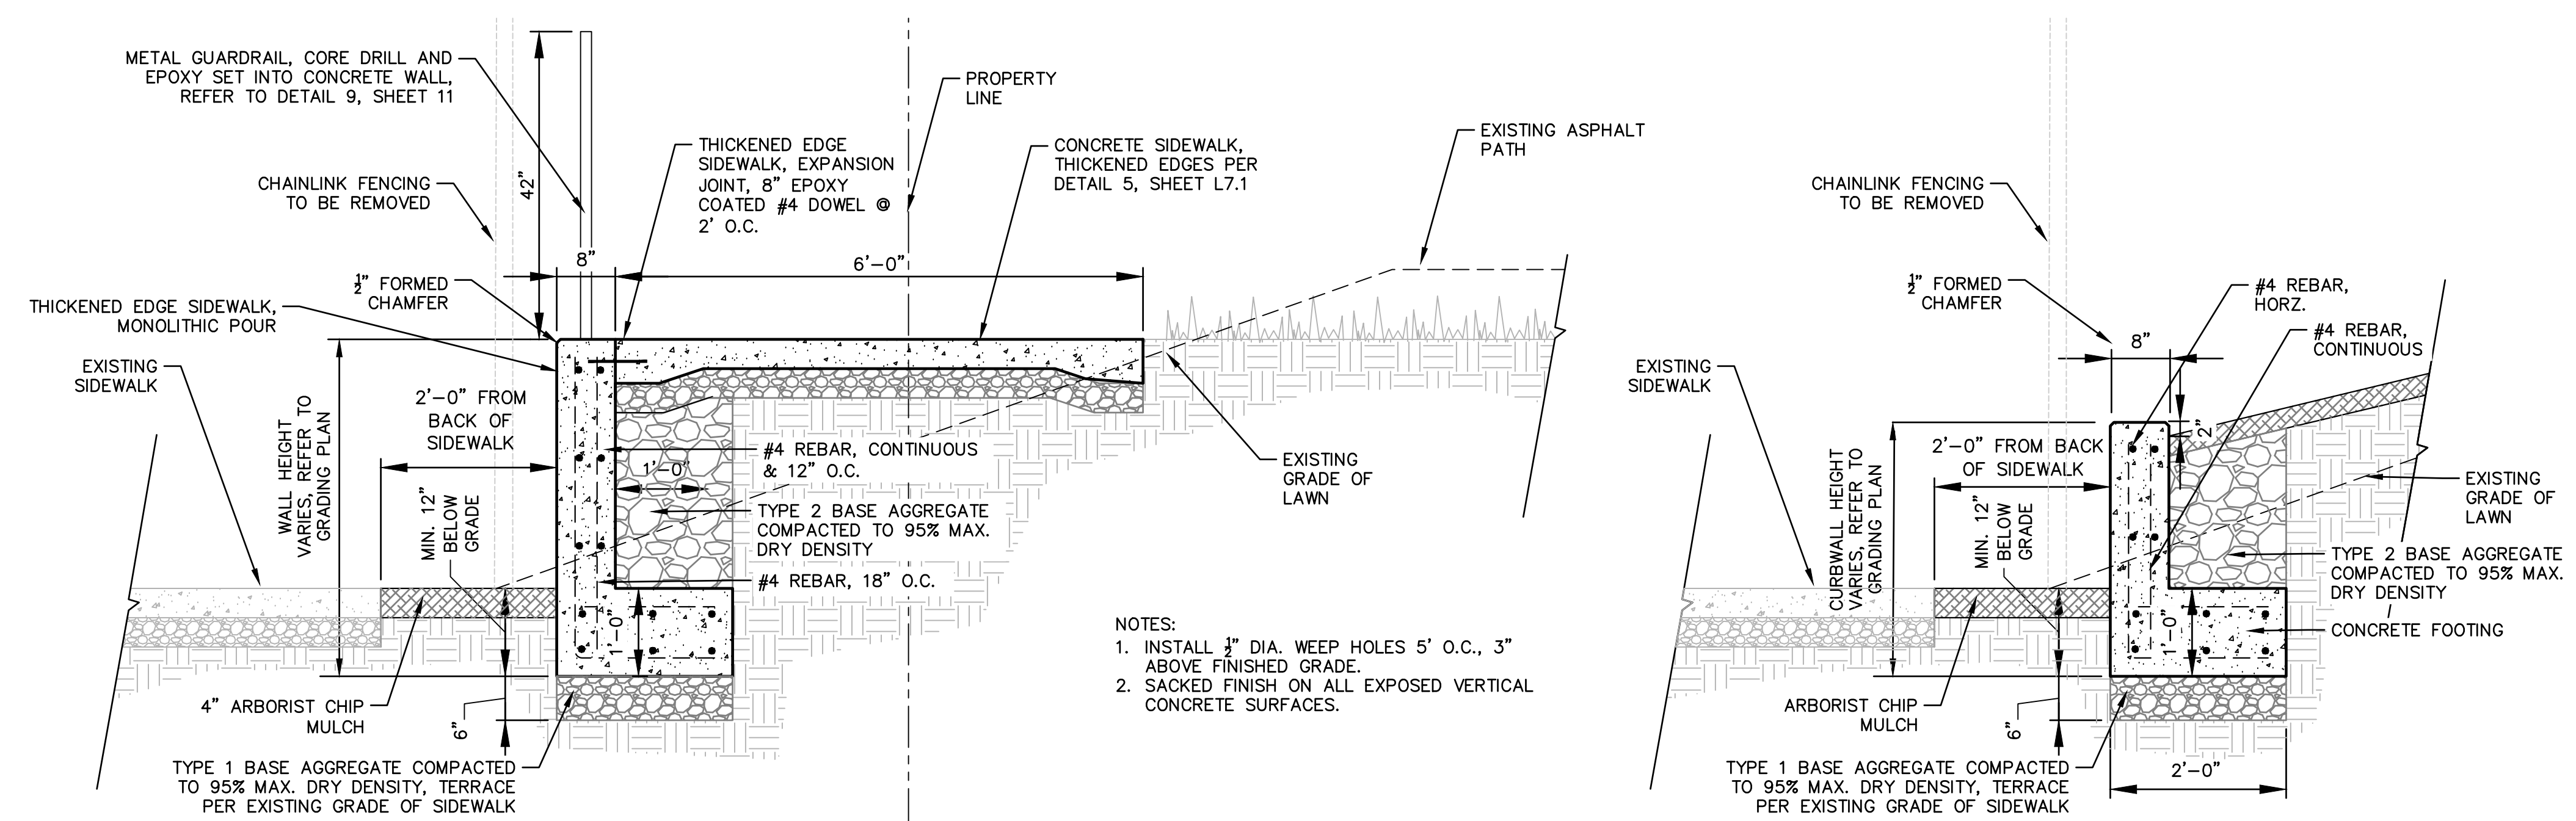 METAL GUARDRAIL, CORE DRILL AND
EPOXY SET INTO CONCRETE WALL,
REFER TO DETAIL 9, SHEET 11
42"
PROPERTY
LINE
THICKENED EDGE
SIDEWALK, EXPANSION
JOINT, 8" EPOXY
COATED #4 DOWEL @
2' O.C.
CONCRETE SIDEWALK,
THICKENED EDGES PER
DETAIL 5, SHEET L7.1
EXISTING ASPHALT
PATH
CHAINLINK FENCING
TO BE REMOVED
8"
6'-0"
½" FORMED
CHAMFER
THICKENED EDGE SIDEWALK,
MONOLITHIC POUR
EXISTING
SIDEWALK
WALL HEIGHT
VARIES, REFER TO
GRADING PLAN
2'-0" FROM
BACK OF
SIDEWALK
MIN. 12"
BELOW
GRADE
#4 REBAR, CONTINUOUS
& 12" O.C.
1'-0"
EXISTING
GRADE OF
LAWN
TYPE 2 BASE AGGREGATE
COMPACTED TO 95% MAX.
DRY DENSITY
#4 REBAR, 18" O.C.
1'-0"
4" ARBORIST CHIP
MULCH
6"
TYPE 1 BASE AGGREGATE COMPACTED
TO 95% MAX. DRY DENSITY, TERRACE
PER EXISTING GRADE OF SIDEWALK
NOTES:
1. INSTALL ½" DIA. WEEP HOLES 5' O.C., 3"
ABOVE FINISHED GRADE.
2. SACKED FINISH ON ALL EXPOSED VERTICAL
CONCRETE SURFACES.
CHAINLINK FENCING
TO BE REMOVED
½" FORMED
CHAMFER
#4 REBAR,
HORZ.
#4 REBAR,
CONTINUOUS
8"
EXISTING
SIDEWALK
2"
2'-0" FROM BACK
OF SIDEWALK
CURBWALL HEIGHT
VARIES, REFER TO
GRADING PLAN
MIN. 12"
BELOW
GRADE
EXISTING
GRADE OF
LAWN
TYPE 2 BASE AGGREGATE
COMPACTED TO 95% MAX.
DRY DENSITY
CONCRETE FOOTING
1'-0"
ARBORIST CHIP
MULCH
6"
TYPE 1 BASE AGGREGATE COMPACTED
TO 95% MAX. DRY DENSITY, TERRACE
PER EXISTING GRADE OF SIDEWALK
2'-0"